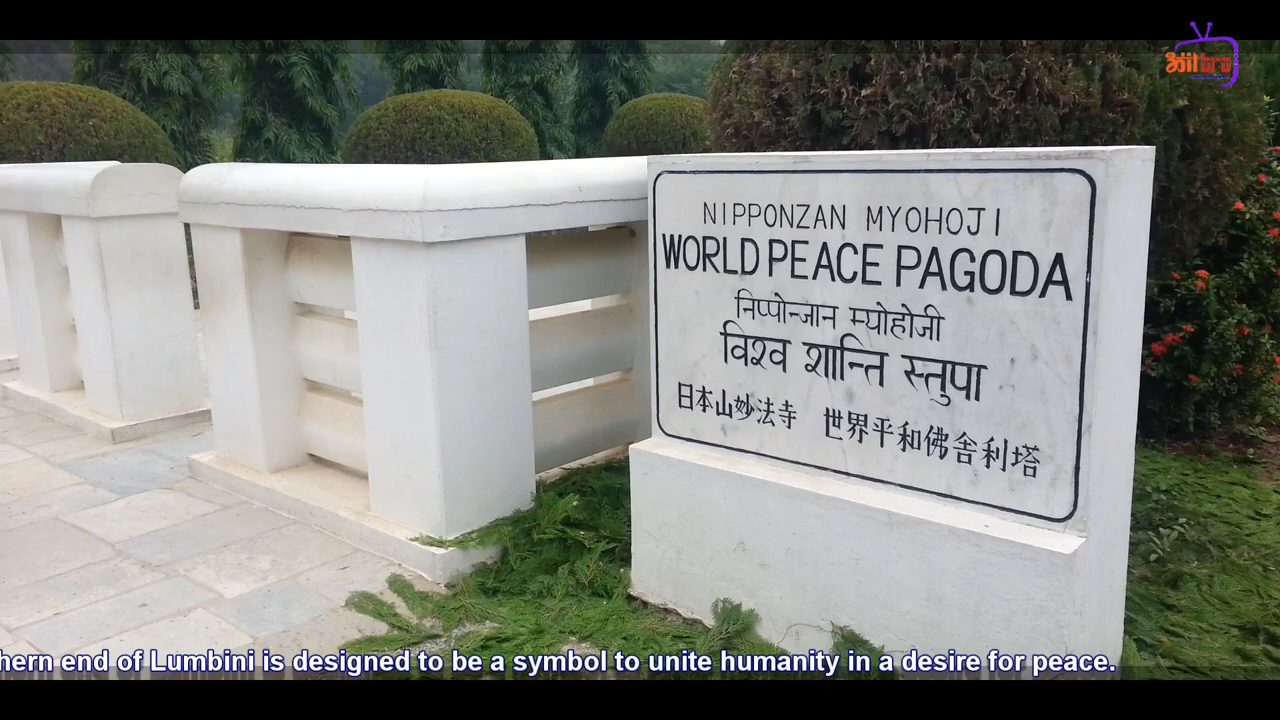 NIPPONZAN MYOHOJI
WORLD PEACE PAGODA
निप्पोन्जान म्योहोजी
विश्व शान्ति स्तुपा
日本山妙法寺 世界平和佛舎利塔
hern end of Lumbini is designed to be a symbol to unite humanity in a desire for peace.